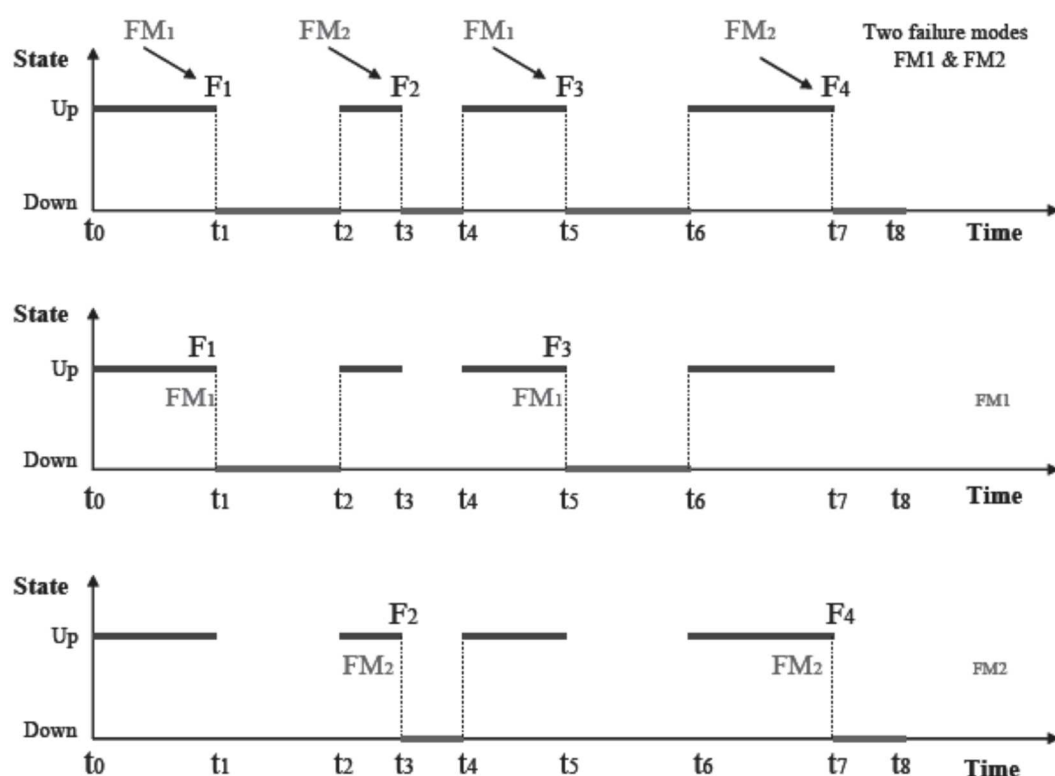 FM1 FM2 FM1 FM2 Two failure modes
FM1 & FM2
State
F1 F2 F3 F4
Up
Down
t0 t1 t2 t3 t4 t5 t6 t7 t8 Time
State
F1 F3
Up
FM1 FM1 FM1
Down
t0 t1 t2 t3 t4 t5 t6 t7 t8 Time
State
F2 F4
Up
FM2 FM2 FM2
Down
t0 t1 t2 t3 t4 t5 t6 t7 t8 Time